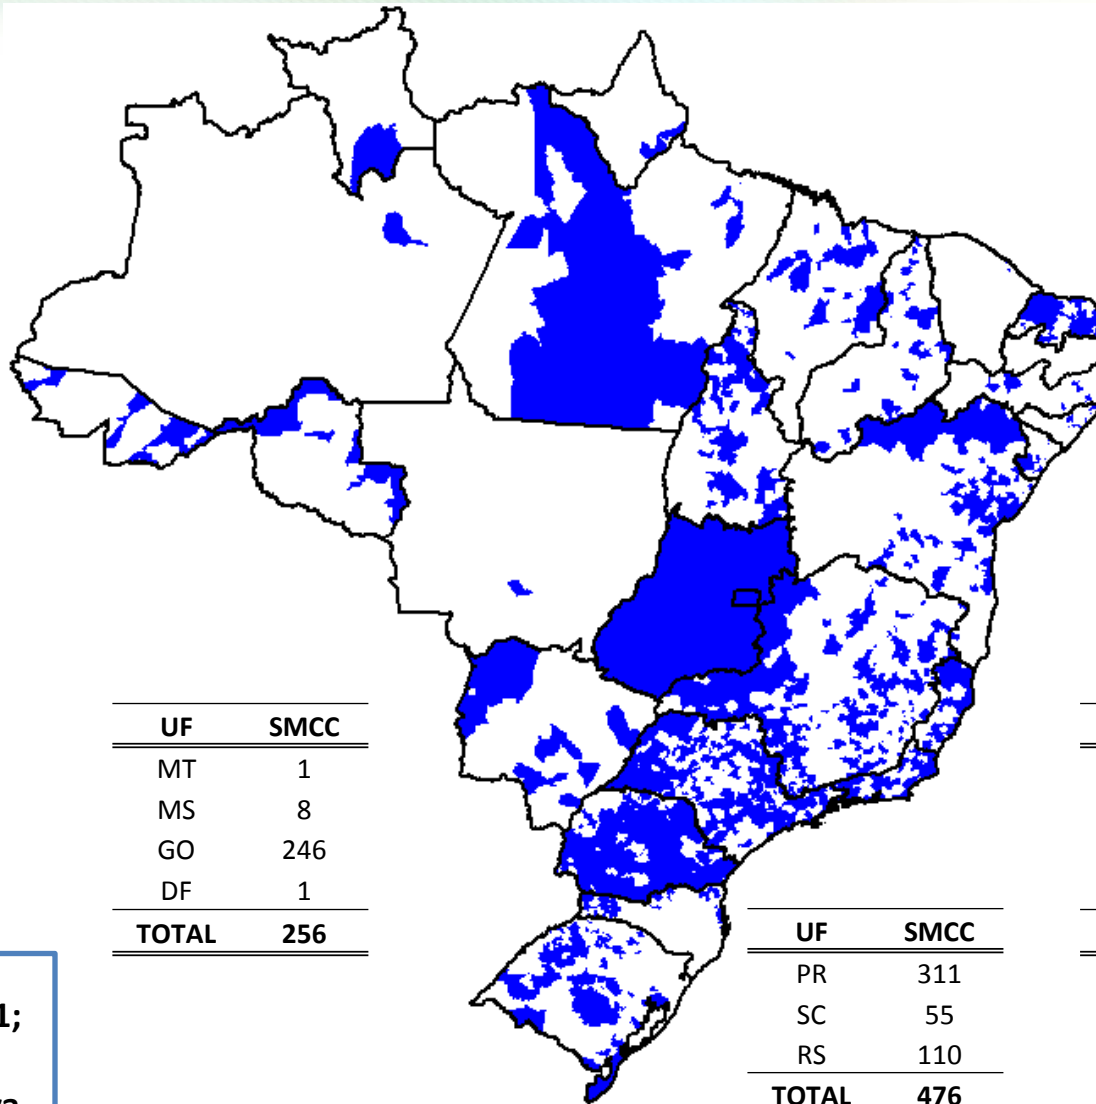 UF SMCC
MT 1
MS 8
GO 246
DF 1
TOTAL 256
UF SMCC
PR 311
SC 55
RS 110
TOTAL 476
1;